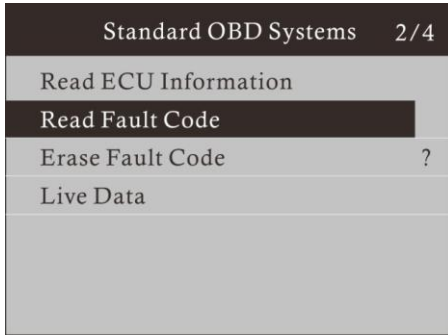 Standard OBD Systems 2/4
Read ECU Information
Read Fault Code
Erase Fault Code ?
Live Data